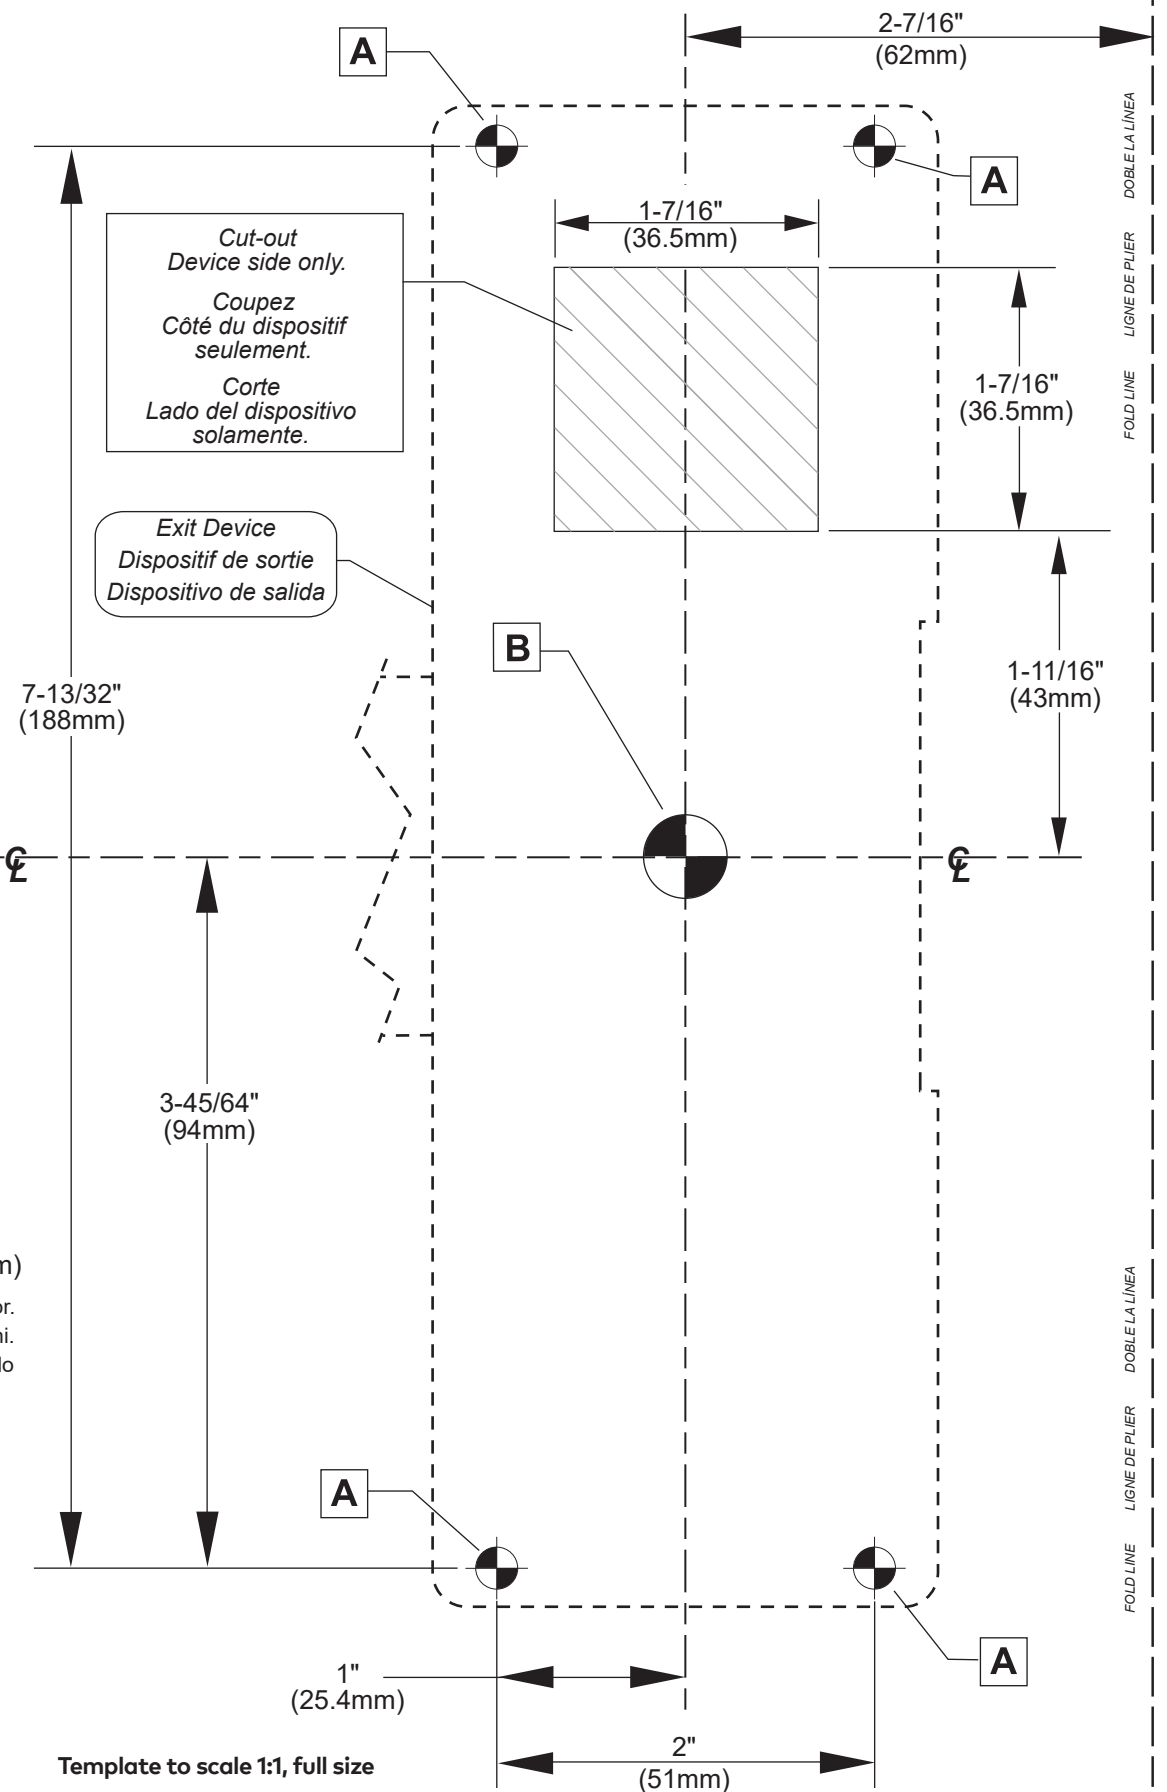 2-7/16"
(62mm)
A
A
1-7/16"
(36.5mm)
Cut-out
Device side only.
Coupez
Côté du dispositif
seulement.
Corte
Lado del dispositivo
solamente.
1-7/16"
(36.5mm)
FOLD LINE LIGNE DE PLIER DOBLE LA LÍNEA
Exit Device
Dispositif de sortie
Dispositivo de salida
B
1-11/16"
(43mm)
7-13/32"
(188mm)
℄
℄
3-45/64"
(94mm)
m)
or.
ni.
lo
FOLD LINE LIGNE DE PLIER DOBLE LA LÍNEA
A
A
1"
(25.4mm)
2"
(51mm)
Template to scale 1:1, full size